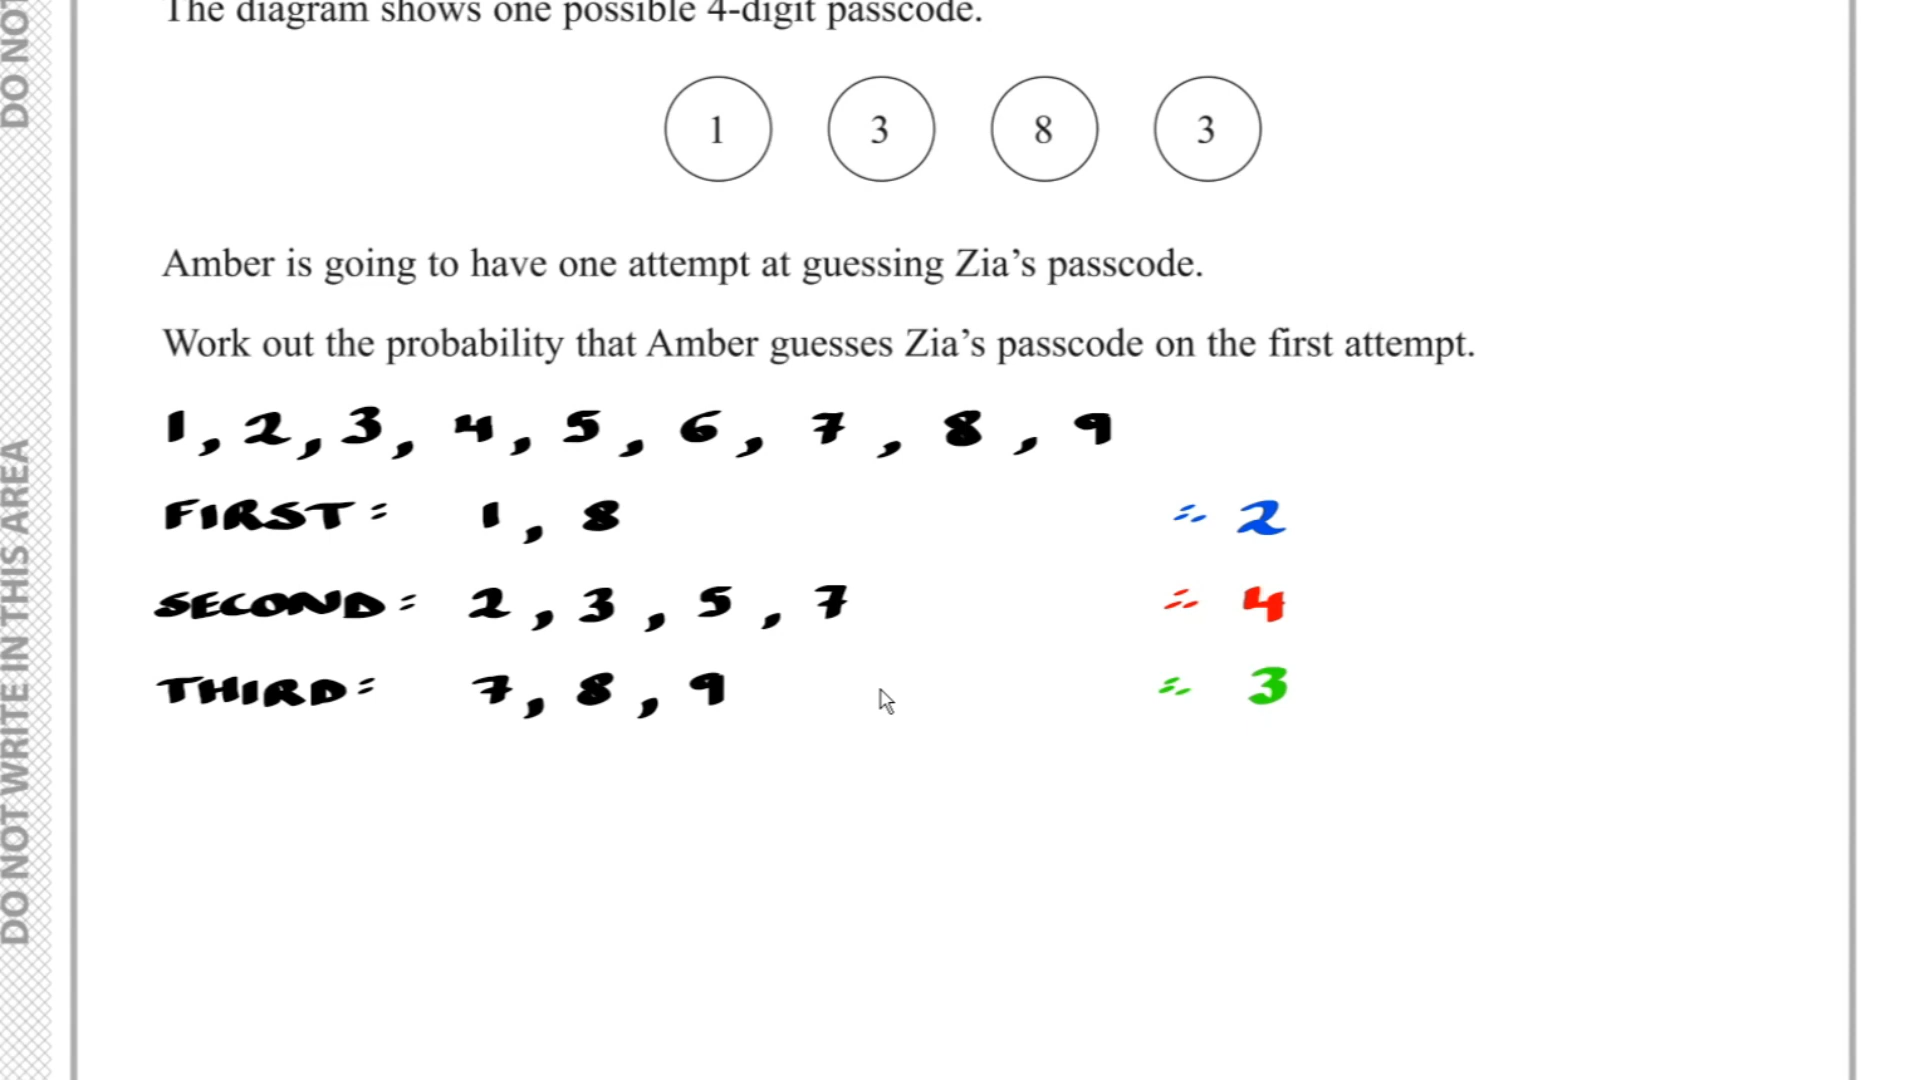 The diagram shows one possible 4-digit passcode.
1 3 8 3
Amber is going to have one attempt at guessing Zia’s passcode.
Work out the probability that Amber guesses Zia’s passcode on the first attempt.
1, 2, 3, 4, 5, 6, 7, 8, 9
FIRST: 1, 8 ∴ 2
SECOND: 2, 3, 5, 7 ∴ 4
THIRD: 7, 8, 9 ∴ 3
DO NOT
DO NOT WRITE IN THIS AREA